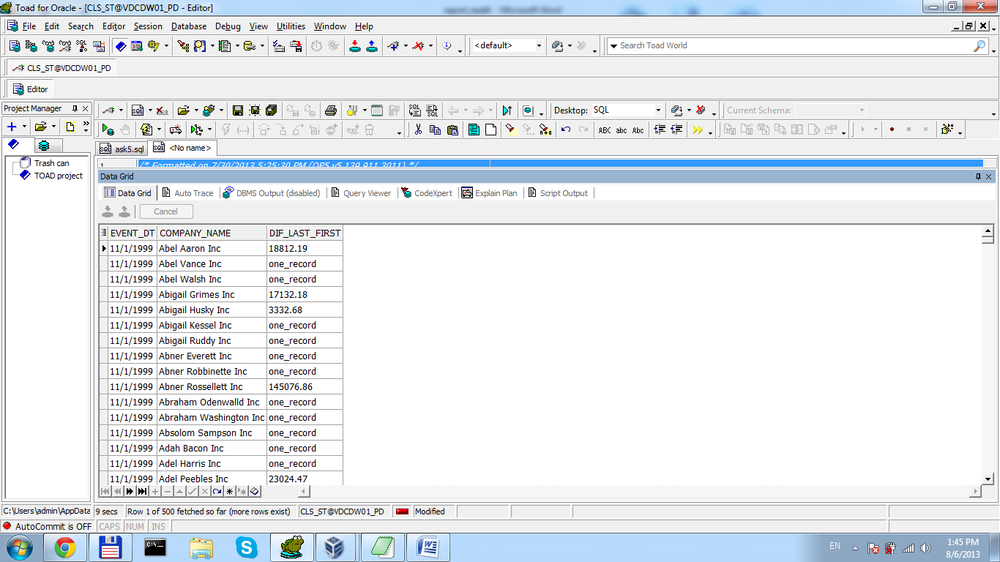 Toad for Oracle - [CLS_ST@VDCDW01_PD - Editor]
File Edit Search Editor Session Database Debug View Utilities Window Help
<default> Search Toad World
CLS_ST@VDCDW01_PD
Editor
Project Manager
Desktop: SQL Current Schema:
ABC abc Abc
ask5.sql <No name>
Trash can
TOAD project
1 /* Formatted on 7/30/2013 5:25:30 PM (QP5 v5.139.911.3011) */
Data Grid
Data Grid Auto Trace DBMS Output (disabled) Query Viewer CodeXpert Explain Plan Script Output
Cancel
EVENT_DT COMPANY_NAME DIF_LAST_FIRST
11/1/1999 Abel Aaron Inc 18812.19
11/1/1999 Abel Vance Inc one_record
11/1/1999 Abel Walsh Inc one_record
11/1/1999 Abigail Grimes Inc 17132.18
11/1/1999 Abigail Husky Inc 3332.68
11/1/1999 Abigail Kessel Inc one_record
11/1/1999 Abigail Ruddy Inc one_record
11/1/1999 Abner Everett Inc one_record
11/1/1999 Abner Robbinette Inc one_record
11/1/1999 Abner Rossellett Inc 145076.86
11/1/1999 Abraham Odenwalld Inc one_record
11/1/1999 Abraham Washington Inc one_record
11/1/1999 Absolom Sampson Inc one_record
11/1/1999 Adah Bacon Inc one_record
11/1/1999 Adel Harris Inc one_record
11/1/1999 Adel Peebles Inc 23024.47
C:\Users\admin\AppData 9 secs Row 1 of 500 fetched so far (more rows exist) CLS_ST@VDCDW01_PD Modified
AutoCommit is OFF CAPS NUM INS
EN 1:45 PM
8/6/2013